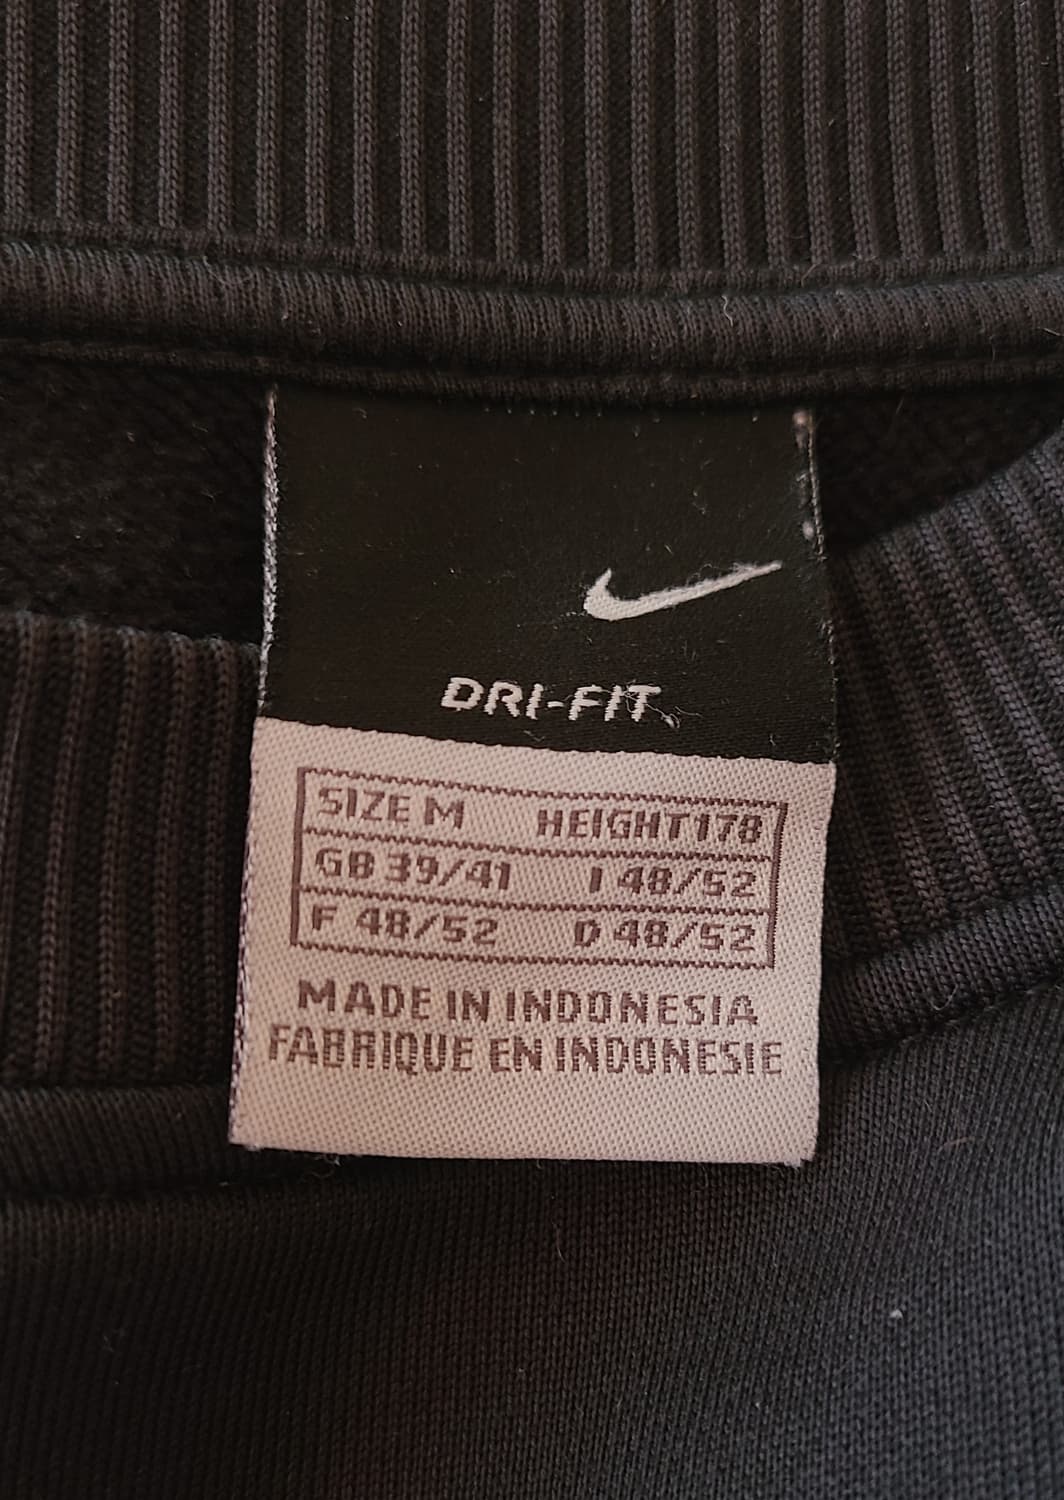 DRI-FIT.
SIZE M HEIGHT 178
GB 39/41 I 48/52
F 48/52 D 48/52
MADE IN INDONESIA
FABRIQUE EN INDONESIE